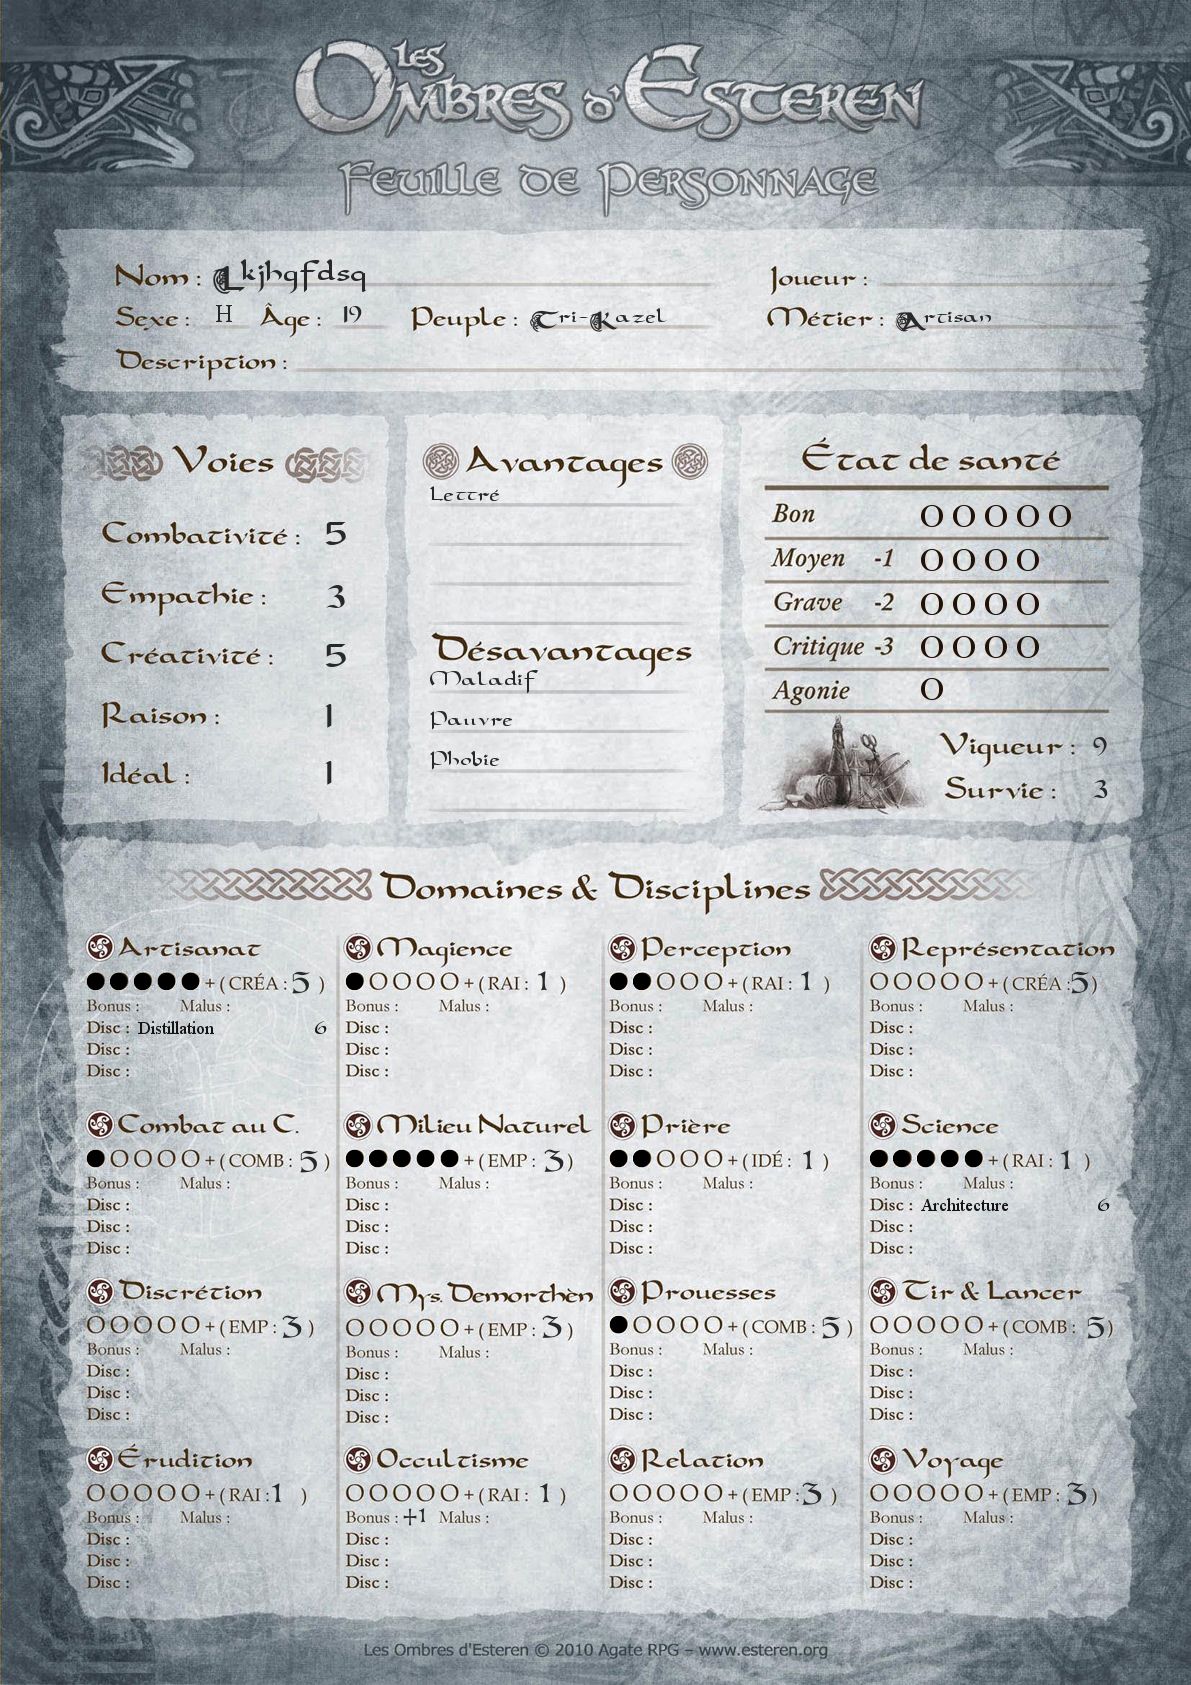 Les
Ombres d'Esteren
Feuille de Personnage
Nom : Lkjhgfdsq
Joueur :
Sexe : H Âge : 19 Peuple : Tri-Kazel
Métier : Artisan
Description :
Voies
Combativité : 5
Empathie : 3
Créativité : 5
Raison : 1
Idéal : 1
Avantages
Lettré
Désavantages
Maladif
Pauvre
Phobie
État de santé
Bon O O O O O
Moyen -1 O O O O
Grave -2 O O O O
Critique -3 O O O O
Agonie O
Vigueur : 9
Survie : 3
Domaines & Disciplines
Artisanat
●●●●● + ( CRÉA : 5 )
Bonus : Malus :
Disc : Distillation 6
Disc :
Disc :
Magience
●OOOO + ( RAI : 1 )
Bonus : Malus :
Disc :
Disc :
Disc :
Perception
●●OOO + ( RAI : 1 )
Bonus : Malus :
Disc :
Disc :
Disc :
Représentation
OOOOO + ( CRÉA : 5 )
Bonus : Malus :
Disc :
Disc :
Disc :
Combat au C.
●OOOO + ( COMB : 5 )
Bonus : Malus :
Disc :
Disc :
Disc :
Milieu Naturel
●●●●● + ( EMP : 3 )
Bonus : Malus :
Disc :
Disc :
Disc :
Prière
●●OOO + ( IDÉ : 1 )
Bonus : Malus :
Disc :
Disc :
Disc :
Science
●●●●● + ( RAI : 1 )
Bonus : Malus :
Disc : Architecture 6
Disc :
Disc :
Discrétion
OOOOO + ( EMP : 3 )
Bonus : Malus :
Disc :
Disc :
Disc :
Mys. Demorthèn
OOOOO + ( EMP : 3 )
Bonus : Malus :
Disc :
Disc :
Disc :
Prouesses
●OOOO + ( COMB : 5 )
Bonus : Malus :
Disc :
Disc :
Disc :
Tir & Lancer
OOOOO + ( COMB : 5 )
Bonus : Malus :
Disc :
Disc :
Disc :
Érudition
OOOOO + ( RAI : 1 )
Bonus : Malus :
Disc :
Disc :
Disc :
Occultisme
OOOOO + ( RAI : 1 )
Bonus : +1 Malus :
Disc :
Disc :
Disc :
Relation
OOOOO + ( EMP : 3 )
Bonus : Malus :
Disc :
Disc :
Disc :
Voyage
OOOOO + ( EMP : 3 )
Bonus : Malus :
Disc :
Disc :
Disc :
Les Ombres d'Esteren © 2010 Agate RPG – www.esteren.org